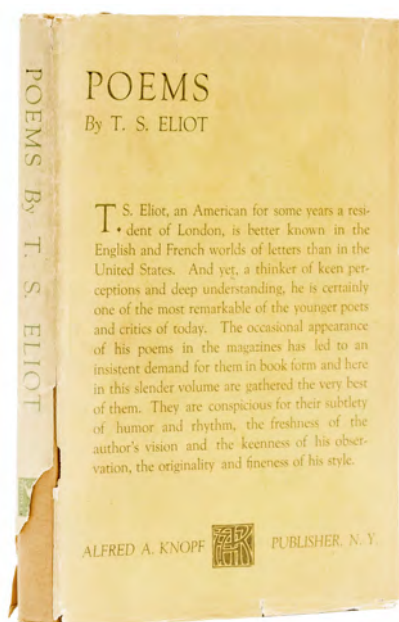 POEMS By T. S. ELIOT
POEMS
By T. S. ELIOT
T. S. Eliot, an American for some years a resi-
dent of London, is better known in the
English and French worlds of letters than in the
United States. And yet, a thinker of keen per-
ceptions and deep understanding, he is certainly
one of the most remarkable of the younger poets
and critics of today. The occasional appearance
of his poems in the magazines has led to an
insistent demand for them in book form and here
in this slender volume are gathered the very best
of them. They are conspicuous for their subtlety
of humor and rhythm, the freshness of the
author's vision and the keenness of his obser-
vation, the originality and fineness of his style.
ALFRED A. KNOPF PUBLISHER. N. Y.